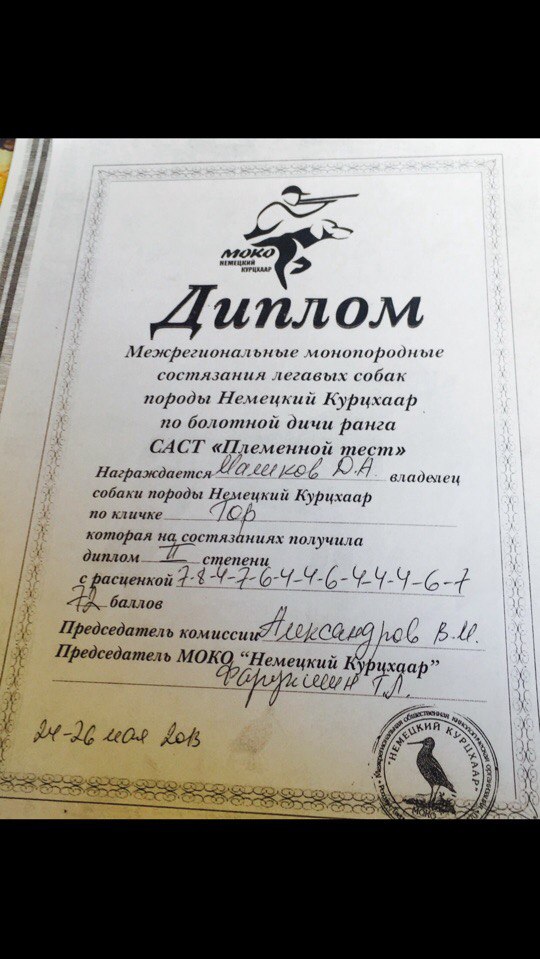 МОКО
НЕМЕЦКИЙ
КУРЦХААР
Диплом
Межрегиональные монопородные
состязания легавых собак
породы Немецкий Курцхаар
по болотной дичи ранга
САСТ «Племенной тест»
Награждается Маликов Д.А владелец
собаки породы Немецкий Курцхаар
по кличке Тор
которая на состязаниях получила
диплом II степени
с расценкой 7-8-4-7-6-4-4-6-4-4-4-6-7
72 баллов
Председатель комиссии Александров В.М.
Председатель МОКО "Немецкий Курцхаар"
Т.Л.
24-26 мая 2013
"НЕМЕЦКИЙ КУРЦХААР"
МОКО